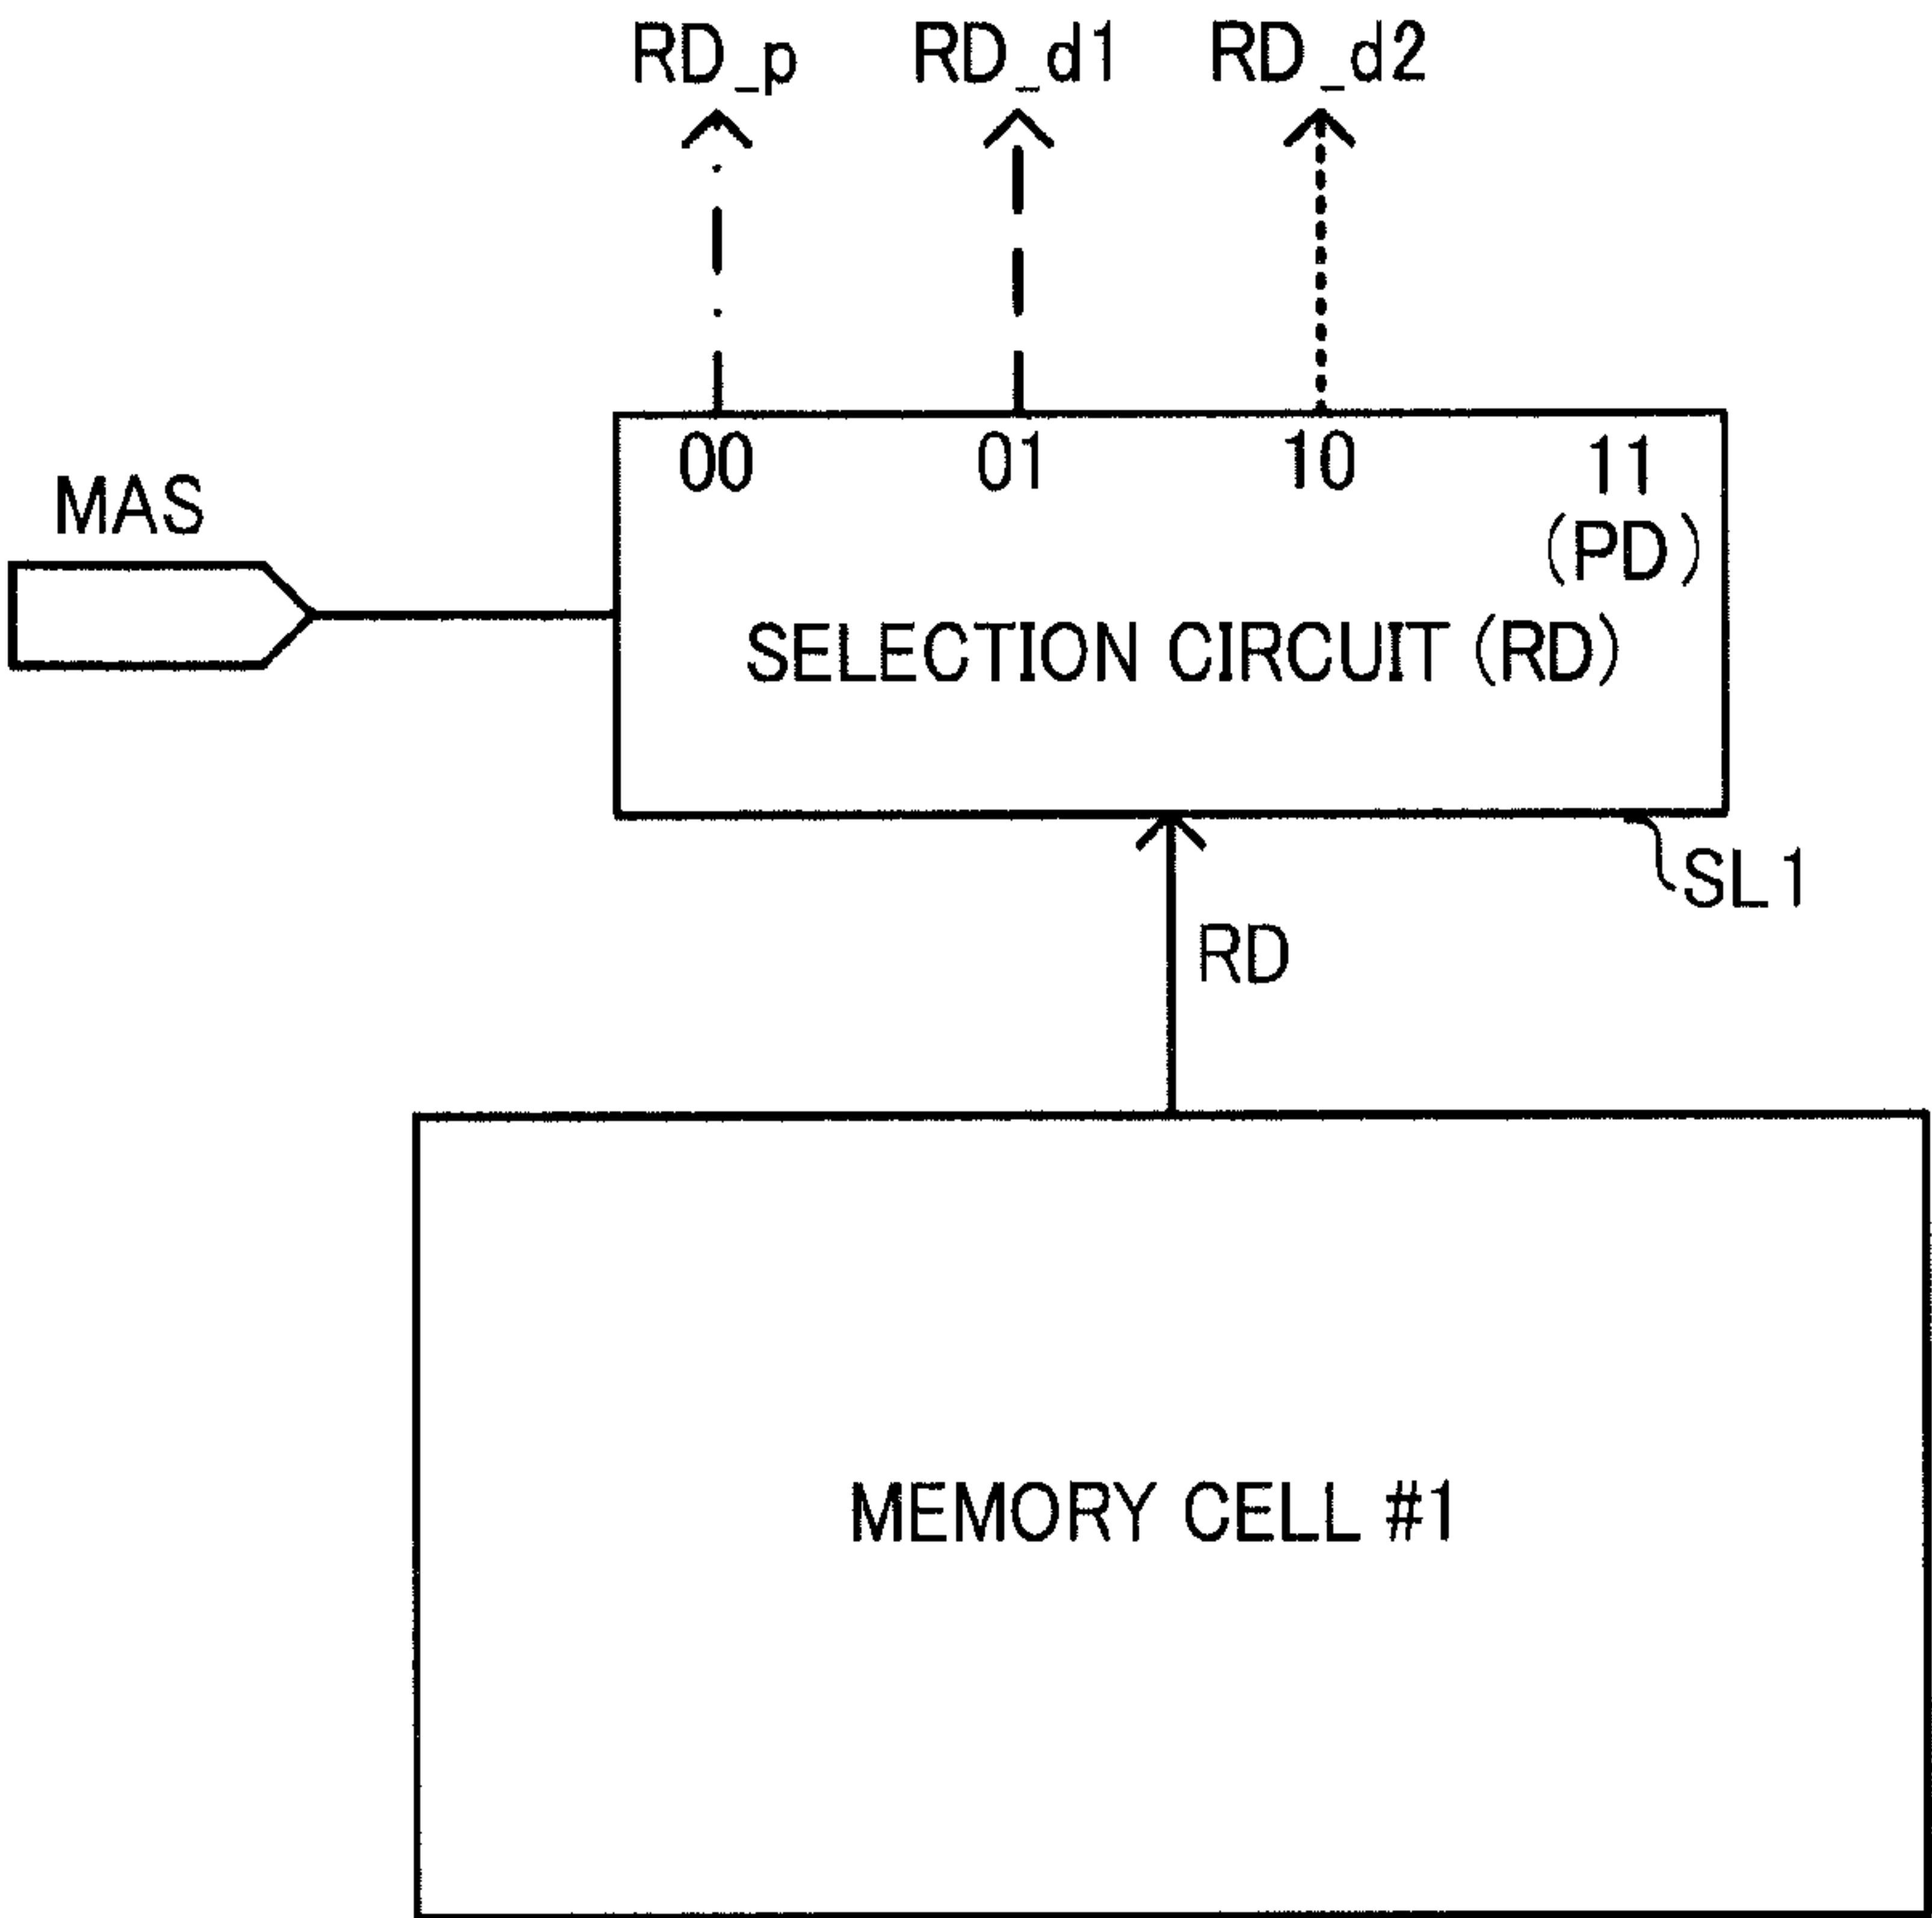 RD_p RD_d1 RD_d2
00 01 10 11
(PD)
MAS
SELECTION CIRCUIT (RD)
SL1
RD
MEMORY CELL #1